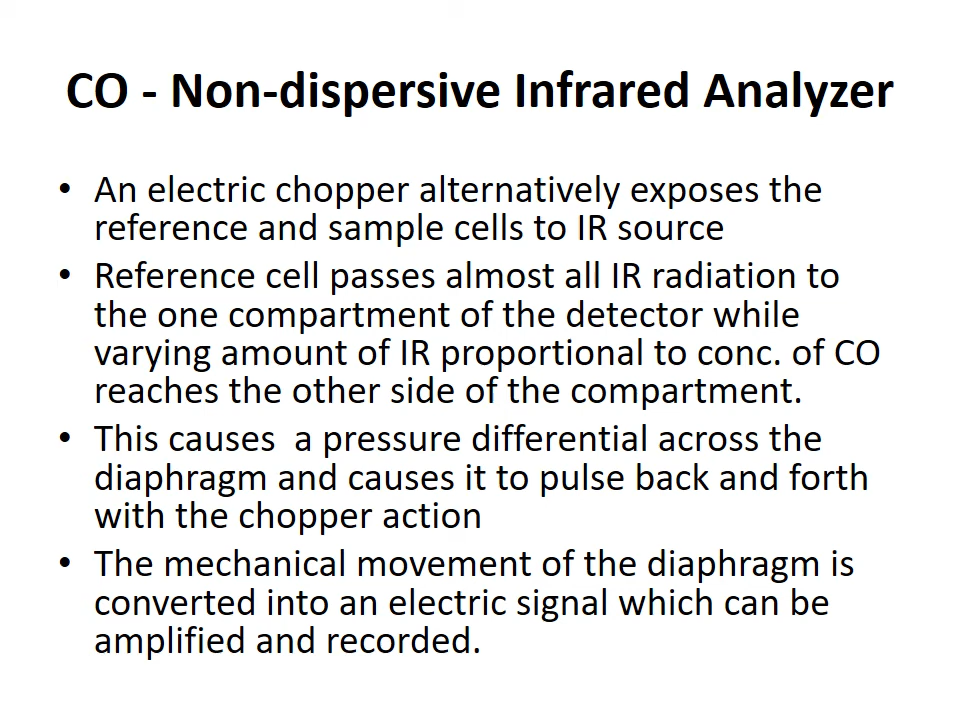 CO - Non-dispersive Infrared Analyzer
• An electric chopper alternatively exposes the
reference and sample cells to IR source
• Reference cell passes almost all IR radiation to
the one compartment of the detector while
varying amount of IR proportional to conc. of CO
reaches the other side of the compartment.
• This causes  a pressure differential across the
diaphragm and causes it to pulse back and forth
with the chopper action
• The mechanical movement of the diaphragm is
converted into an electric signal which can be
amplified and recorded.